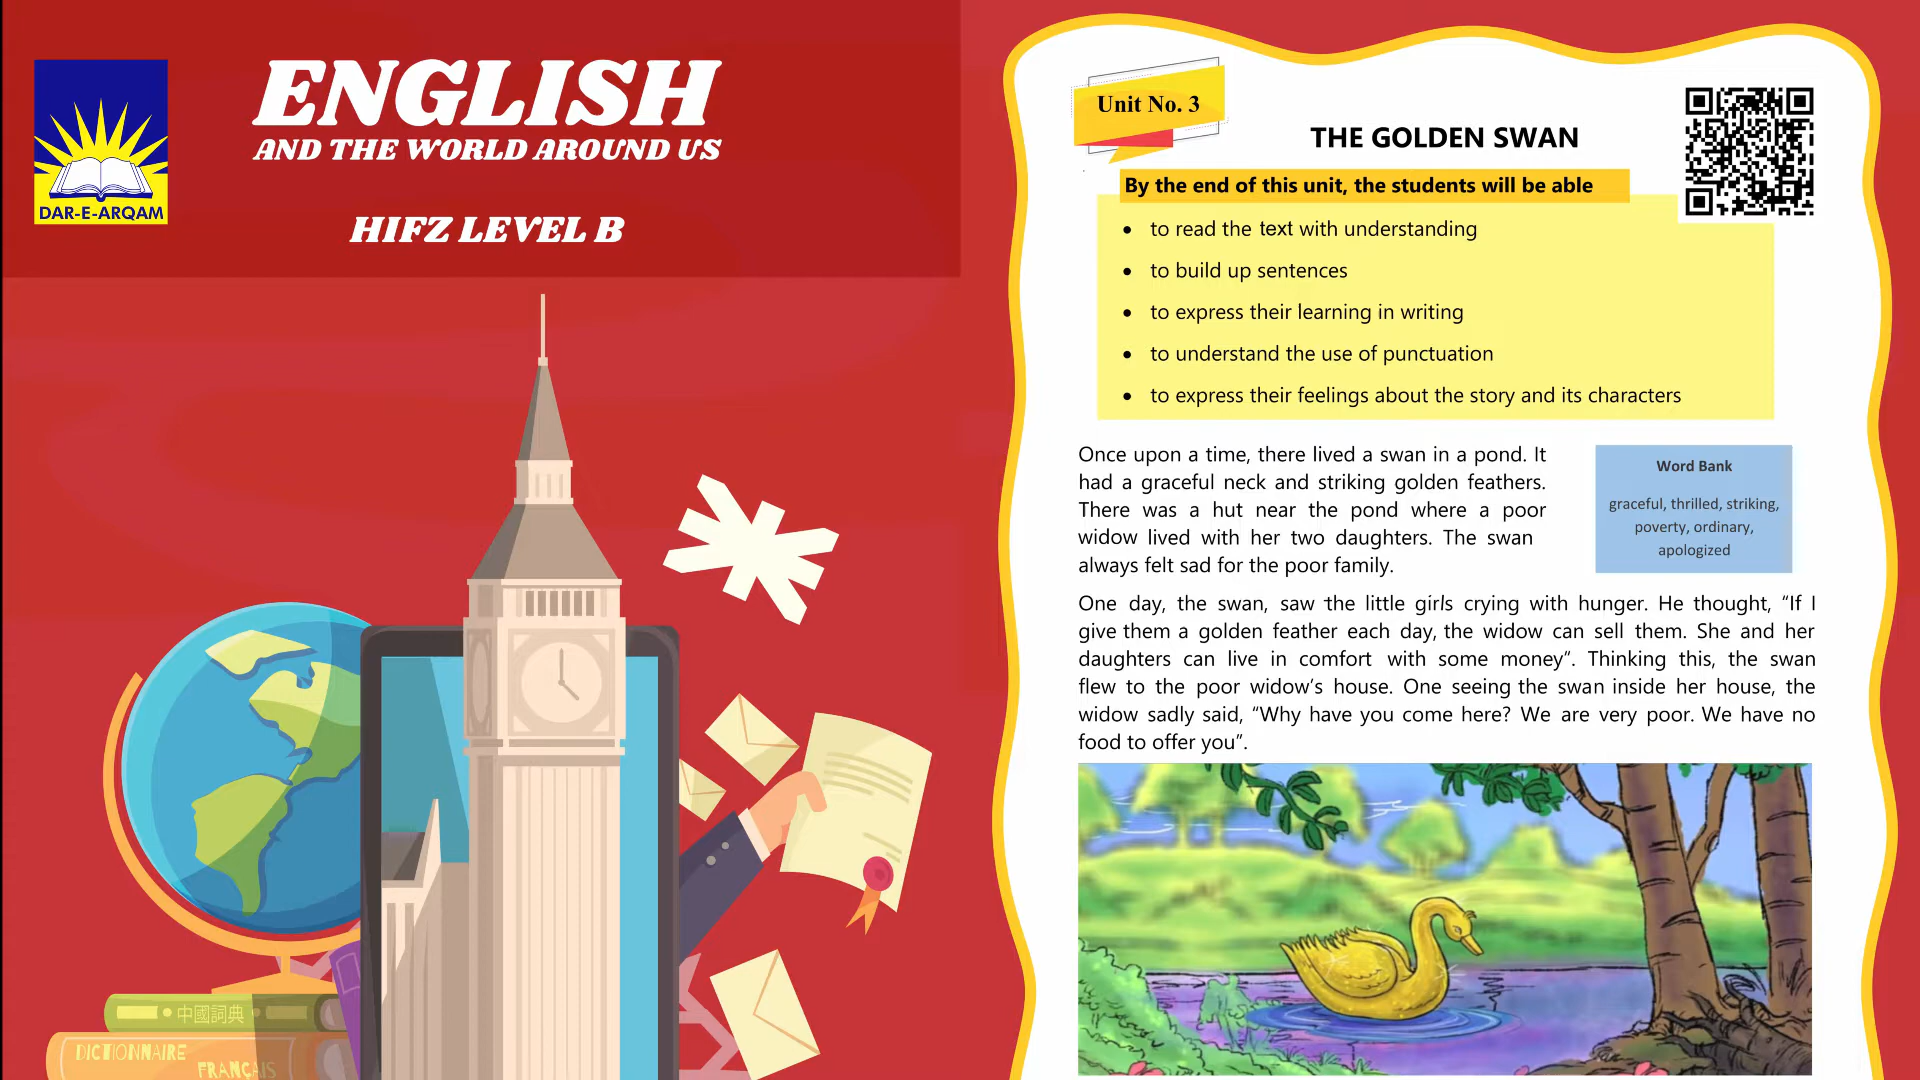 DAR-E-ARQAM
ENGLISH
AND THE WORLD AROUND US
HIFZ LEVEL B
中國詞典
DICTIONNAIRE
FRANÇAIS
Unit No. 3
THE GOLDEN SWAN
By the end of this unit, the students will be able
• to read the text with understanding
• to build up sentences
• to express their learning in writing
• to understand the use of punctuation
• to express their feelings about the story and its characters
Once upon a time, there lived a swan in a pond. It
had a graceful neck and striking golden feathers.
There was a hut near the pond where a poor
widow lived with her two daughters. The swan
always felt sad for the poor family.
Word Bank
graceful, thrilled, striking,
poverty, ordinary,
apologized
One day, the swan, saw the little girls crying with hunger. He thought, “If I
give them a golden feather each day, the widow can sell them. She and her
daughters can live in comfort with some money”. Thinking this, the swan
flew to the poor widow’s house. One seeing the swan inside her house, the
widow sadly said, “Why have you come here? We are very poor. We have no
food to offer you”.